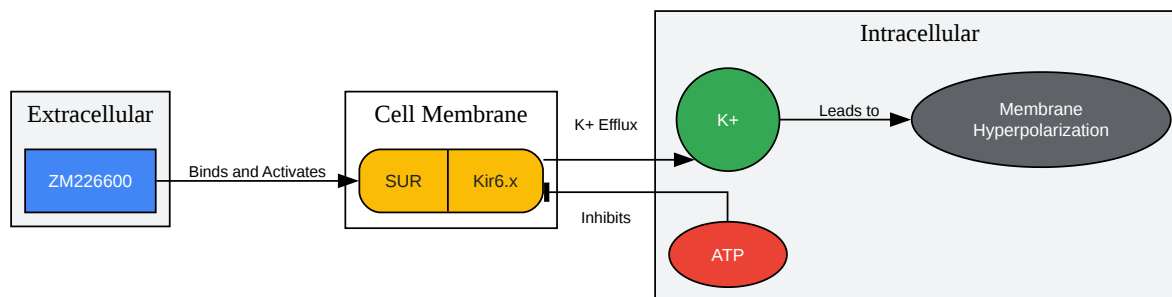 Extracellular
ZM226600
Binds and Activates
Cell Membrane
SUR
Kir6.x
K+ Efflux
Inhibits
Intracellular
K+
Leads to
Membrane
Hyperpolarization
ATP